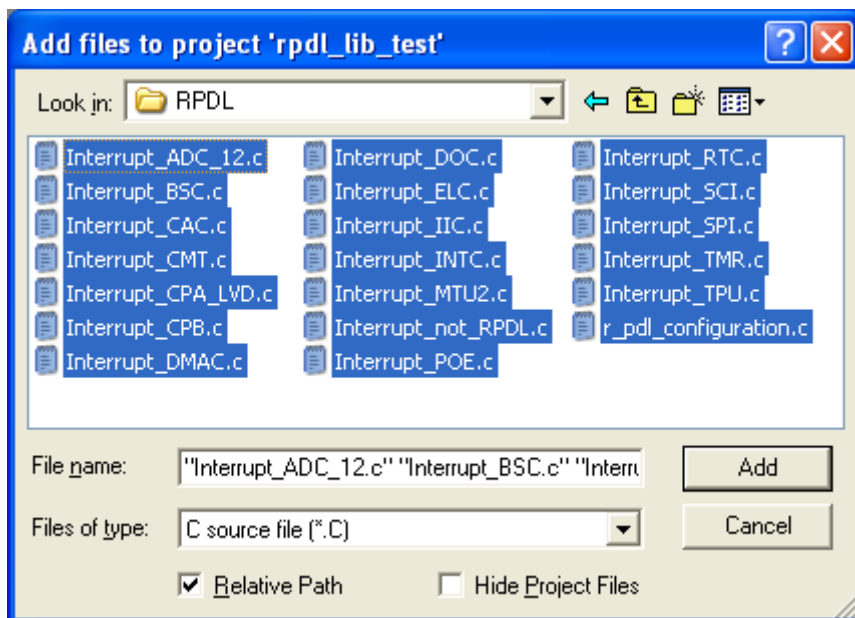 Add files to project 'rpdl_lib_test'
Look in: RPDL
Interrupt_ADC_12.c Interrupt_DOC.c Interrupt_RTC.c
Interrupt_BSC.c Interrupt_ELC.c Interrupt_SCI.c
Interrupt_CAC.c Interrupt_IIC.c Interrupt_SPI.c
Interrupt_CMT.c Interrupt_INTC.c Interrupt_TMR.c
Interrupt_CPA_LVD.c Interrupt_MTU2.c Interrupt_TPU.c
Interrupt_CPB.c Interrupt_not_RPDL.c r_pdl_configuration.c
Interrupt_DMAC.c Interrupt_POE.c
File name: "Interrupt_ADC_12.c" "Interrupt_BSC.c" "Interru Add
Files of type: C source file (*.C) Cancel
Relative Path Hide Project Files